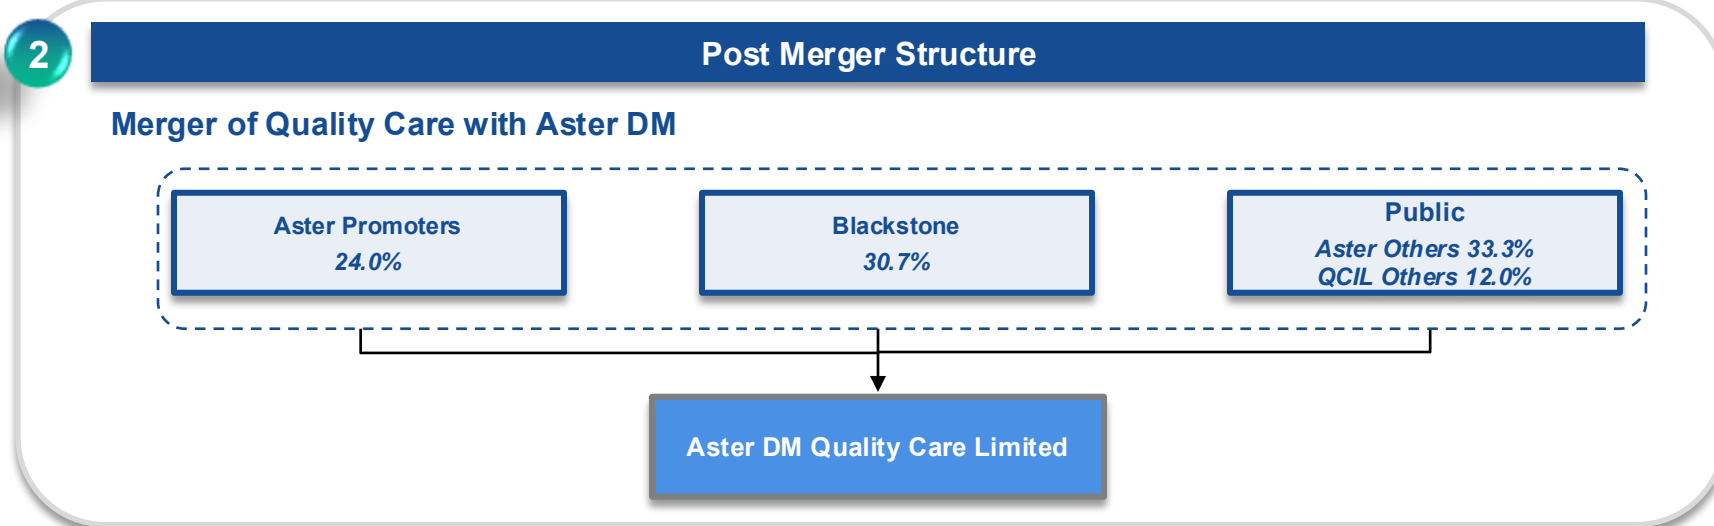 2
Post Merger Structure
Merger of Quality Care with Aster DM
Aster Promoters
24.0%
Blackstone
30.7%
Public
Aster Others 33.3%
QCIL Others 12.0%
Aster DM Quality Care Limited